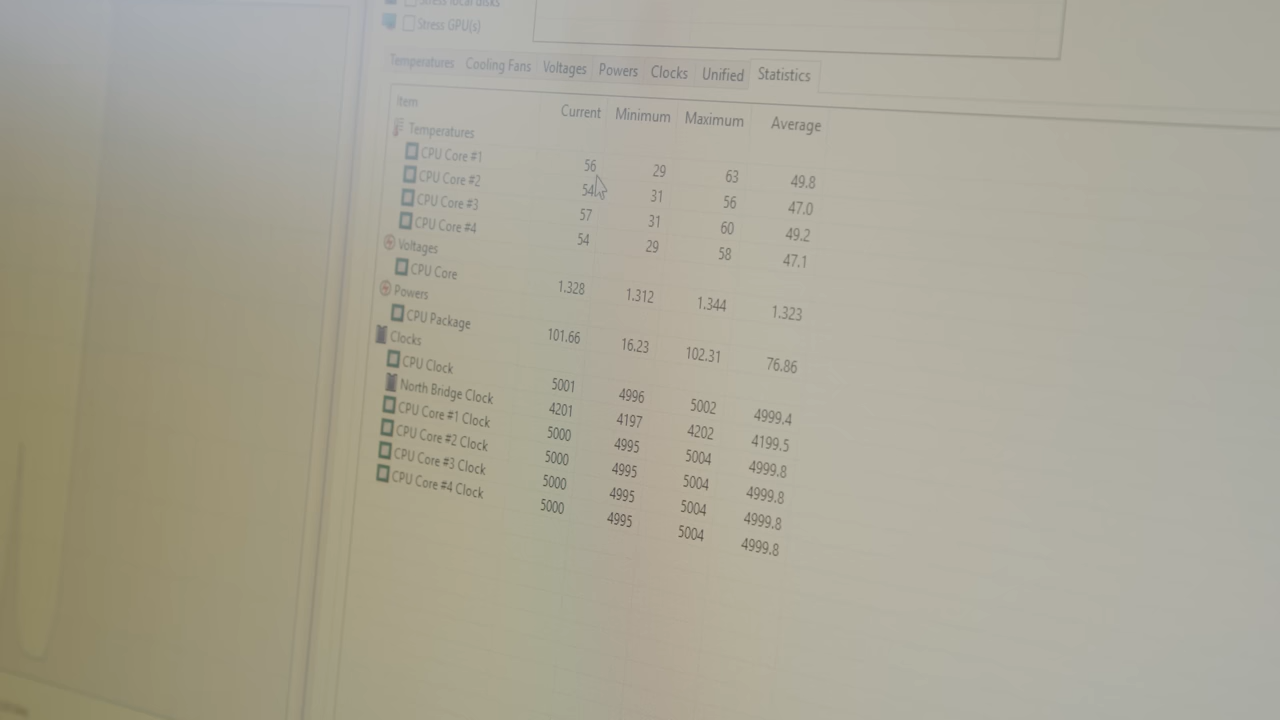 Stress local disks
Stress GPU(s)
Temperatures Cooling Fans Voltages Powers Clocks Unified Statistics
Item Current Minimum Maximum Average
Temperatures
CPU Core #1 56 29 63 49.8
CPU Core #2 54 31 56 47.0
CPU Core #3 57 31 60 49.2
CPU Core #4 54 29 58 47.1
Voltages
CPU Core 1.328 1.312 1.344 1.323
Powers
CPU Package 101.66 16.23 102.31 76.86
Clocks
CPU Clock 5001 4996 5002 4999.4
North Bridge Clock 4201 4197 4202 4199.5
CPU Core #1 Clock 5000 4995 5004 4999.8
CPU Core #2 Clock 5000 4995 5004 4999.8
CPU Core #3 Clock 5000 4995 5004 4999.8
CPU Core #4 Clock 5000 4995 5004 4999.8